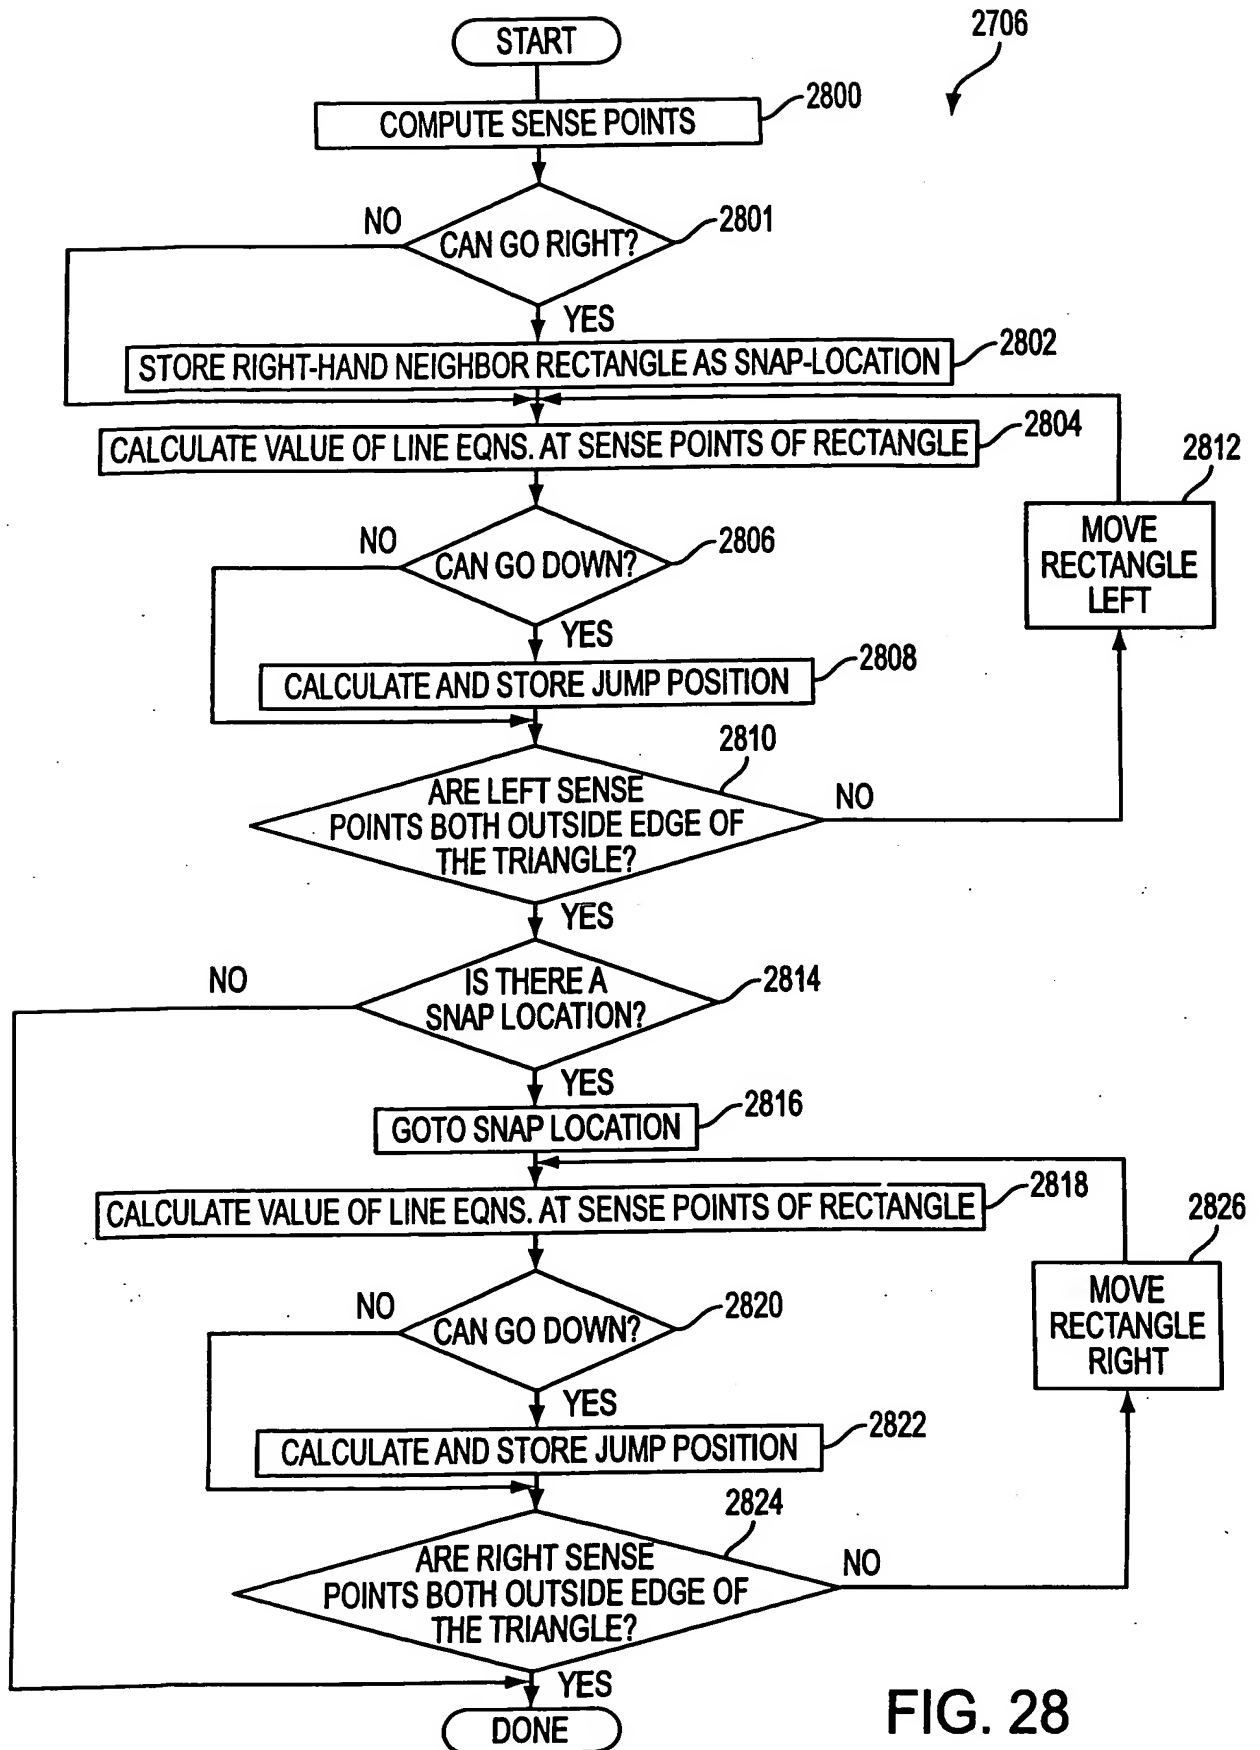 2706
START
2800
COMPUTE SENSE POINTS
NO
2801
CAN GO RIGHT?
YES
2802
STORE RIGHT-HAND NEIGHBOR RECTANGLE AS SNAP-LOCATION
2804
CALCULATE VALUE OF LINE EQNS. AT SENSE POINTS OF RECTANGLE
2812
MOVE
RECTANGLE
LEFT
NO
2806
CAN GO DOWN?
YES
2808
CALCULATE AND STORE JUMP POSITION
2810
ARE LEFT SENSE
POINTS BOTH OUTSIDE EDGE OF
THE TRIANGLE?
NO
YES
NO
2814
IS THERE A
SNAP LOCATION?
YES
2816
GOTO SNAP LOCATION
2818
CALCULATE VALUE OF LINE EQNS. AT SENSE POINTS OF RECTANGLE
2826
MOVE
RECTANGLE
RIGHT
NO
2820
CAN GO DOWN?
YES
2822
CALCULATE AND STORE JUMP POSITION
2824
ARE RIGHT SENSE
POINTS BOTH OUTSIDE EDGE OF
THE TRIANGLE?
NO
YES
DONE
FIG. 28